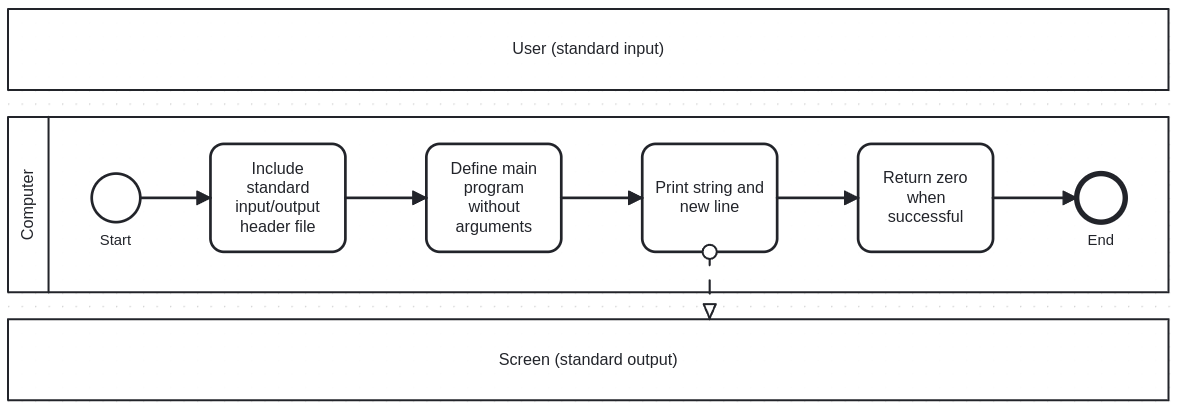 User (standard input)
Computer
Start
Include
standard
input/output
header file
Define main
program
without
arguments
Print string and
new line
Return zero
when
successful
End
Screen (standard output)